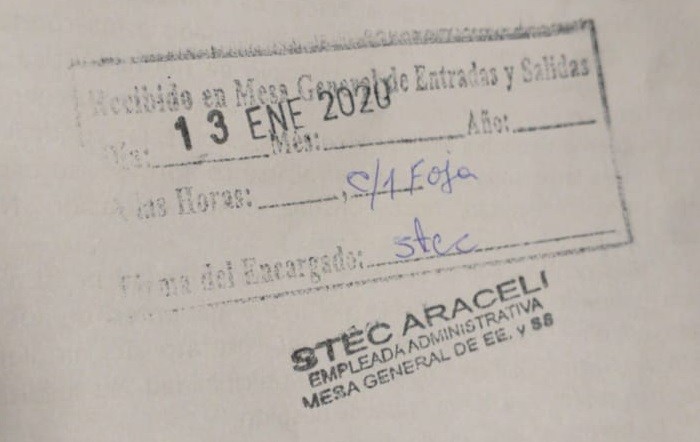 Recibido en Mesa General de Entradas y Salidas
13 ENE 2020
Día: Mes: Año:
A las Horas: , c/1 Foja
Firma del Encargado: stec
STEC ARACELI
EMPLEADA ADMINISTRATIVA
MESA GENERAL DE EE. y SS